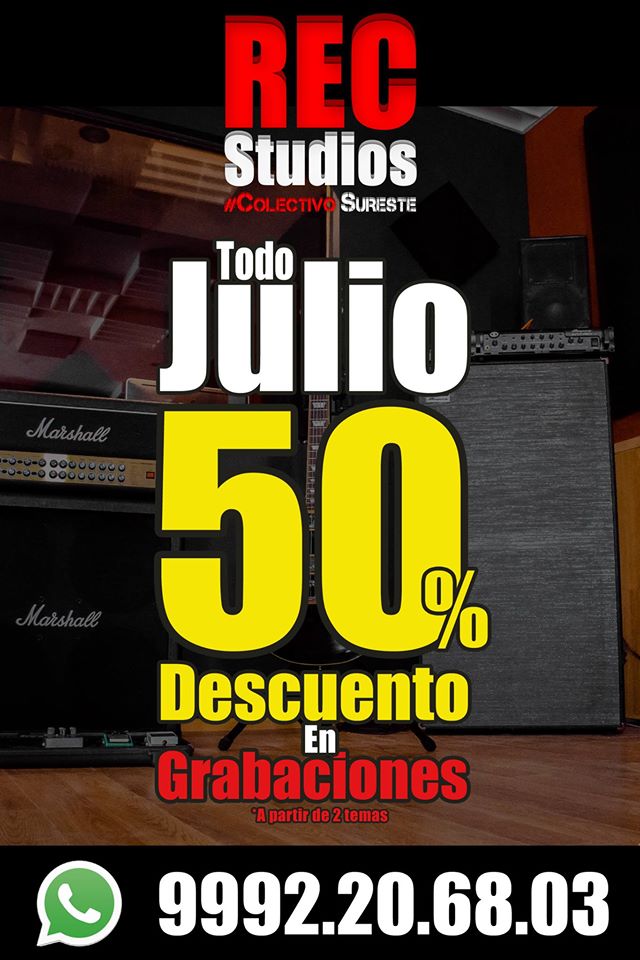 REC
Studios
//Colectivo Sureste
Todo
Julio
50%
Descuento
En
Grabaciones
*A partir de 2 temas
Marshall
Marshall
9992.20.68.03